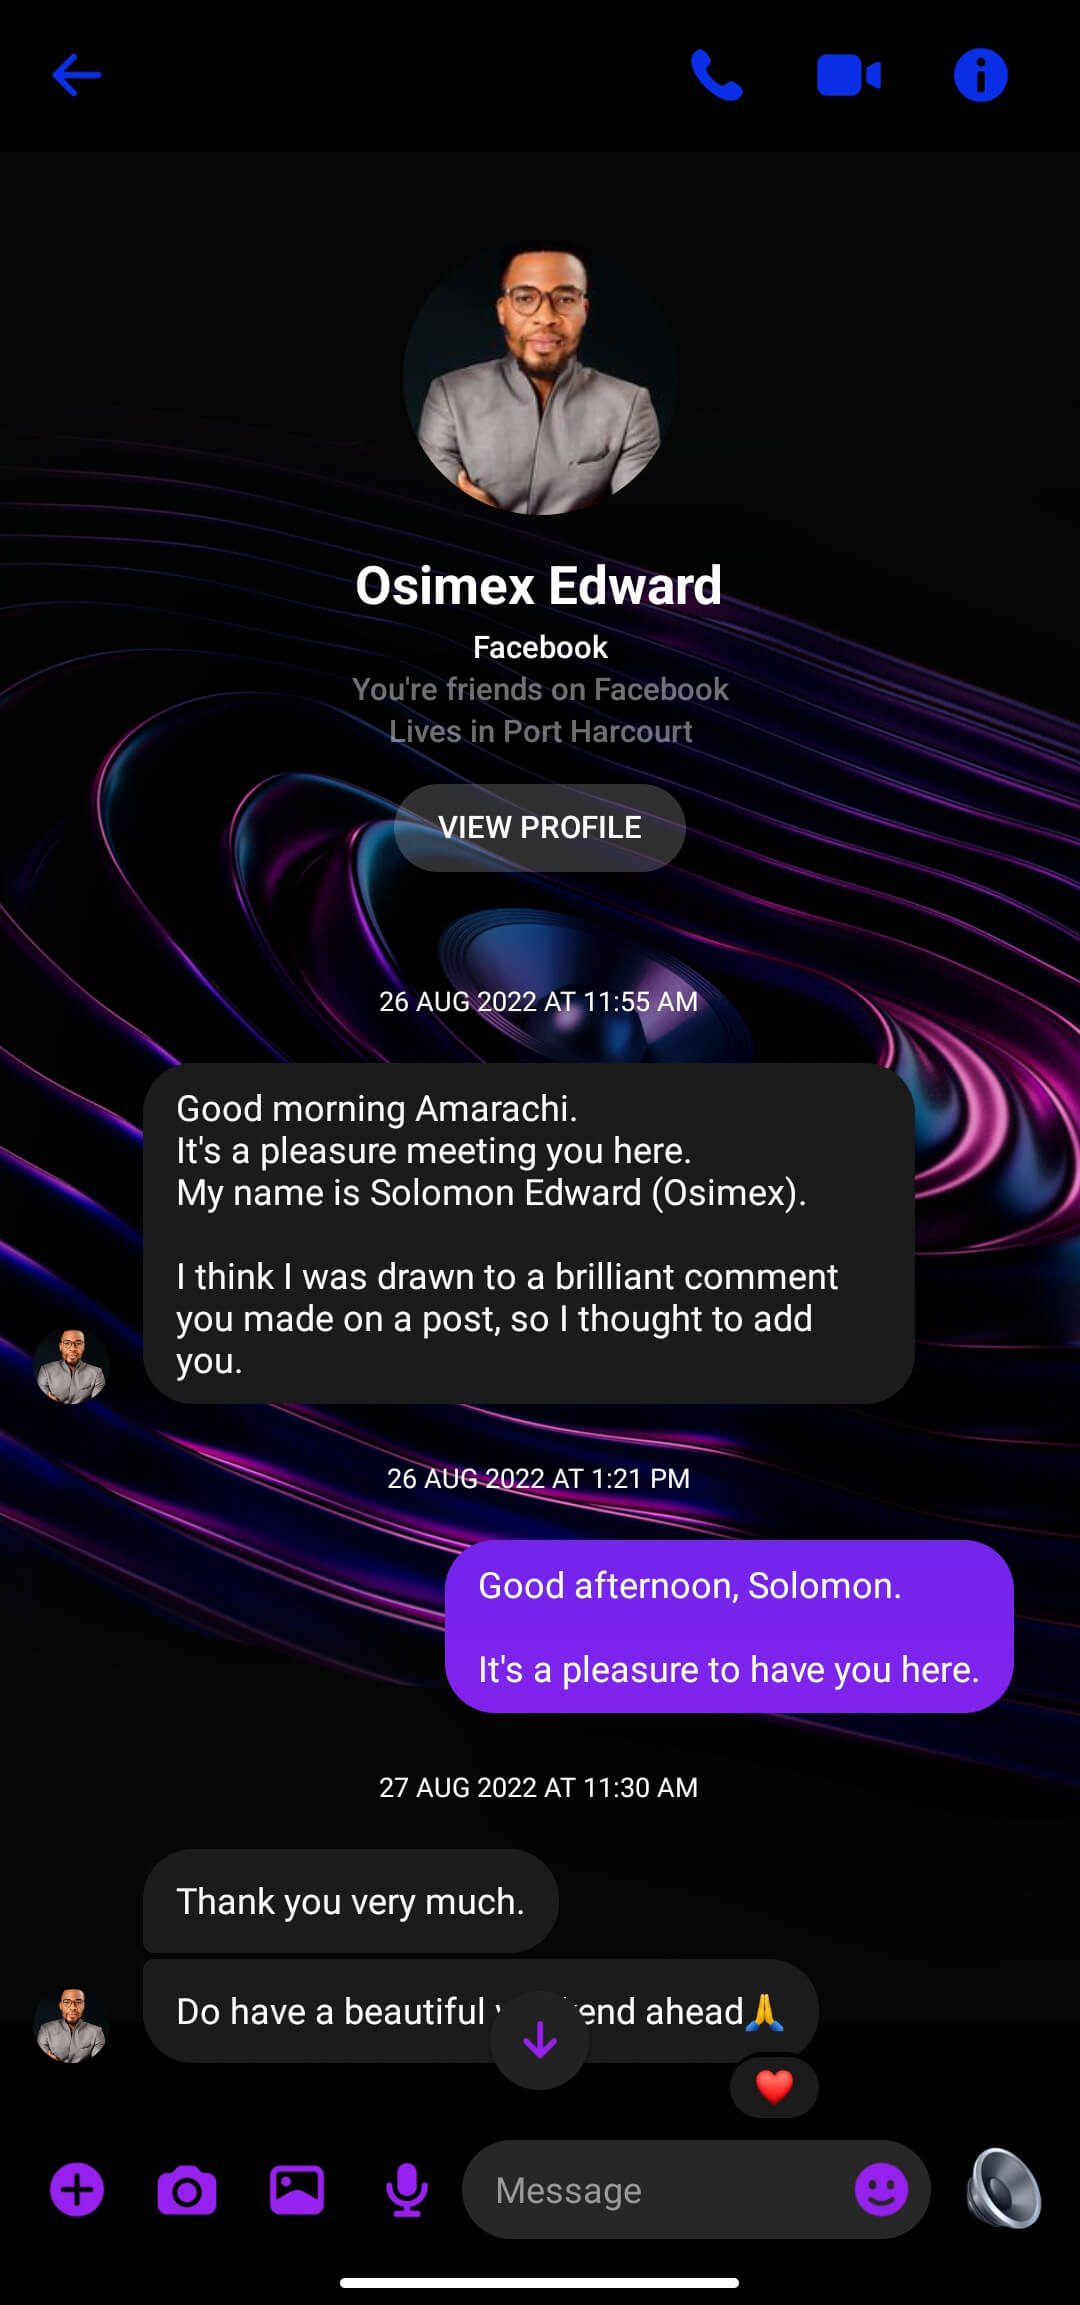 Osimex Edward
Facebook
You're friends on Facebook
Lives in Port Harcourt
VIEW PROFILE
26 AUG 2022 AT 11:55 AM
Good morning Amarachi.
It's a pleasure meeting you here.
My name is Solomon Edward (Osimex).
I think I was drawn to a brilliant comment
you made on a post, so I thought to add
you.
26 AUG 2022 AT 1:21 PM
Good afternoon, Solomon.
It's a pleasure to have you here.
27 AUG 2022 AT 11:30 AM
Thank you very much.
Do have a beautiful ahead🙏
Message